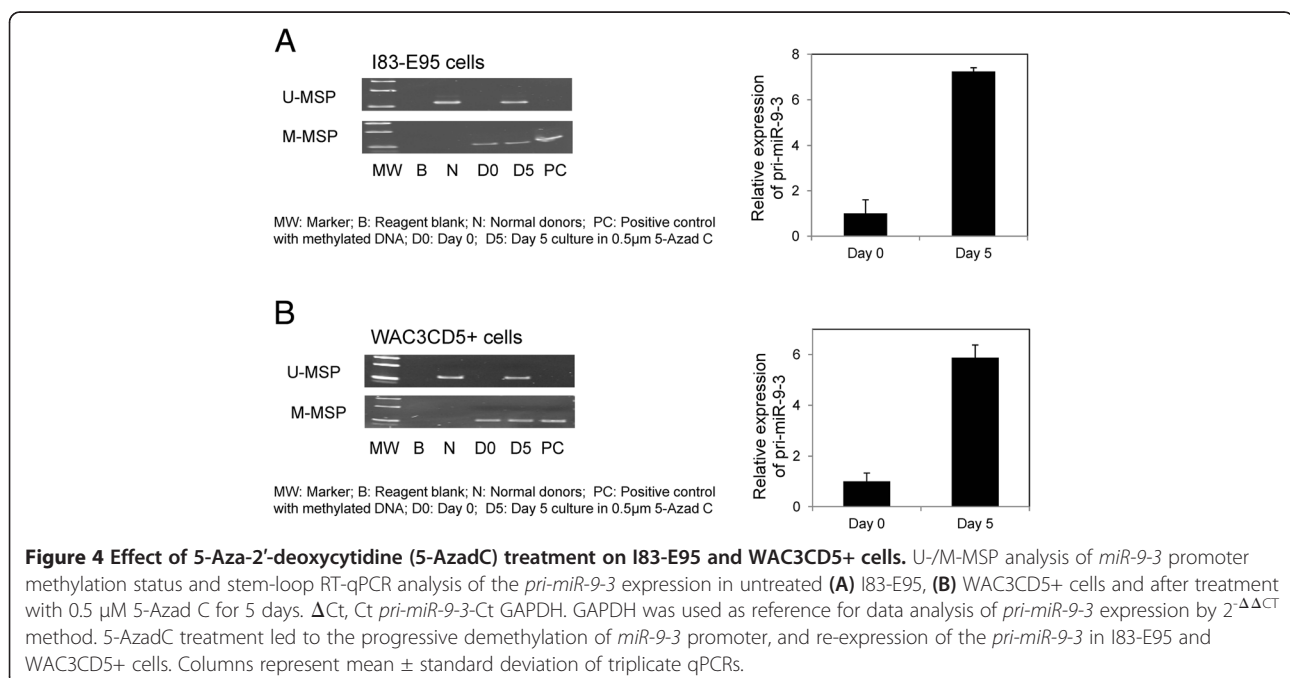 A
I83-E95 cells
U-MSP
M-MSP
MW B N D0 D5 PC
MW: Marker; B: Reagent blank; N: Normal donors; PC: Positive control
with methylated DNA; D0: Day 0; D5: Day 5 culture in 0.5μm 5-Azad C
Relative expression
of pri-miR-9-3
8
6
4
2
0
Day 0 Day 5
B
WAC3CD5+ cells
U-MSP
M-MSP
MW B N D0 D5 PC
MW: Marker; B: Reagent blank; N: Normal donors; PC: Positive control
with methylated DNA; D0: Day 0; D5: Day 5 culture in 0.5μm 5-Azad C
Relative expression
of pri-miR-9-3
6
4
2
0
Day 0 Day 5
Figure 4 Effect of 5-Aza-2′-deoxycytidine (5-AzadC) treatment on I83-E95 and WAC3CD5+ cells. U-/M-MSP analysis of miR-9-3 promoter
methylation status and stem-loop RT-qPCR analysis of the pri-miR-9-3 expression in untreated (A) I83-E95, (B) WAC3CD5+ cells and after treatment
with 0.5 μM 5-Azad C for 5 days. ΔCt, Ct pri-miR-9-3-Ct GAPDH. GAPDH was used as reference for data analysis of pri-miR-9-3 expression by 2^-ΔΔCT
method. 5-AzadC treatment led to the progressive demethylation of miR-9-3 promoter, and re-expression of the pri-miR-9-3 in I83-E95 and
WAC3CD5+ cells. Columns represent mean ± standard deviation of triplicate qPCRs.